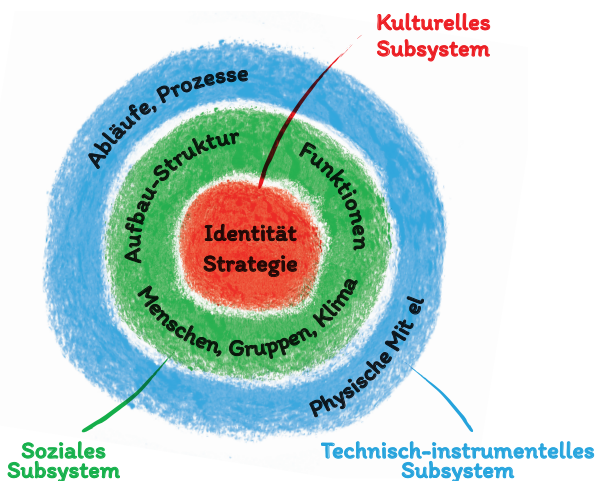 Kulturelles
Subsystem
Abläufe, Prozesse
Aufbau-Struktur
Funktionen
Identität
Strategie
Menschen, Gruppen, Klima
Physische Mit el
Soziales
Subsystem
Technisch-instrumentelles
Subsystem